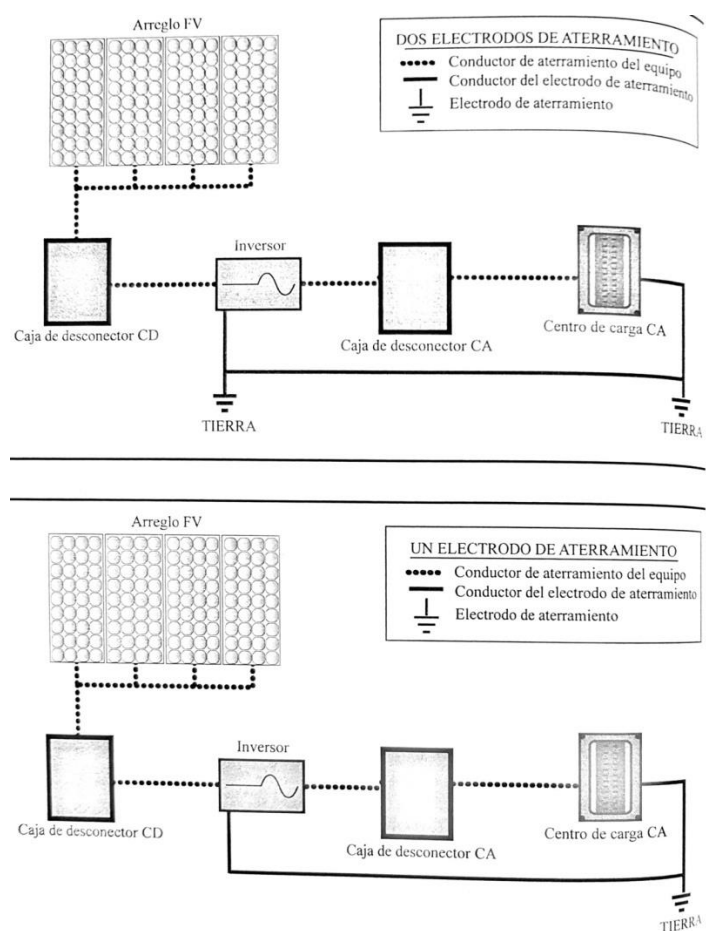 Arreglo FV
DOS ELECTRODOS DE ATERRAMIENTO
Conductor de aterramiento del equipo
Conductor del electrodo de aterramiento
Electrodo de aterramiento
Inversor
Caja de desconector CD
Caja de desconector CA
Centro de carga CA
TIERRA
TIERRA
Arreglo FV
UN ELECTRODO DE ATERRAMIENTO
Conductor de aterramiento del equipo
Conductor del electrodo de aterramiento
Electrodo de aterramiento
Inversor
Caja de desconector CD
Caja de desconector CA
Centro de carga CA
TIERRA